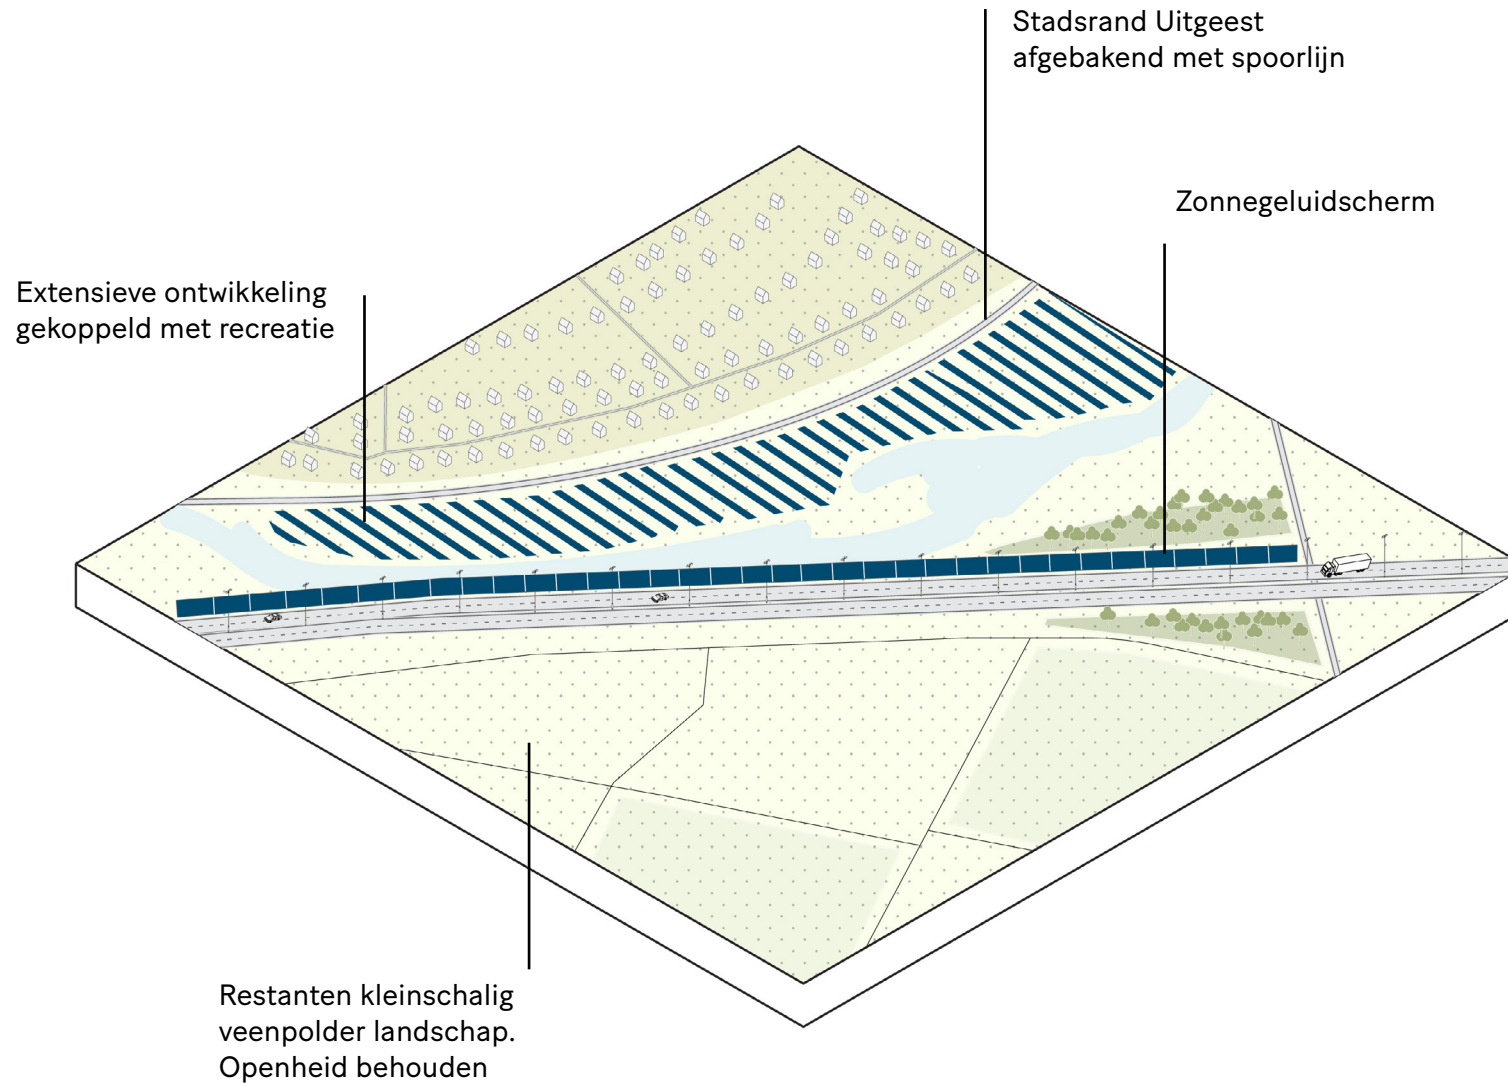 Stadsrand Uitgeest
afgebakend met spoorlijn
Zonnegeluidscherm
Extensieve ontwikkeling
gekoppeld met recreatie
Restanten kleinschalig
veenpolder landschap.
Openheid behouden